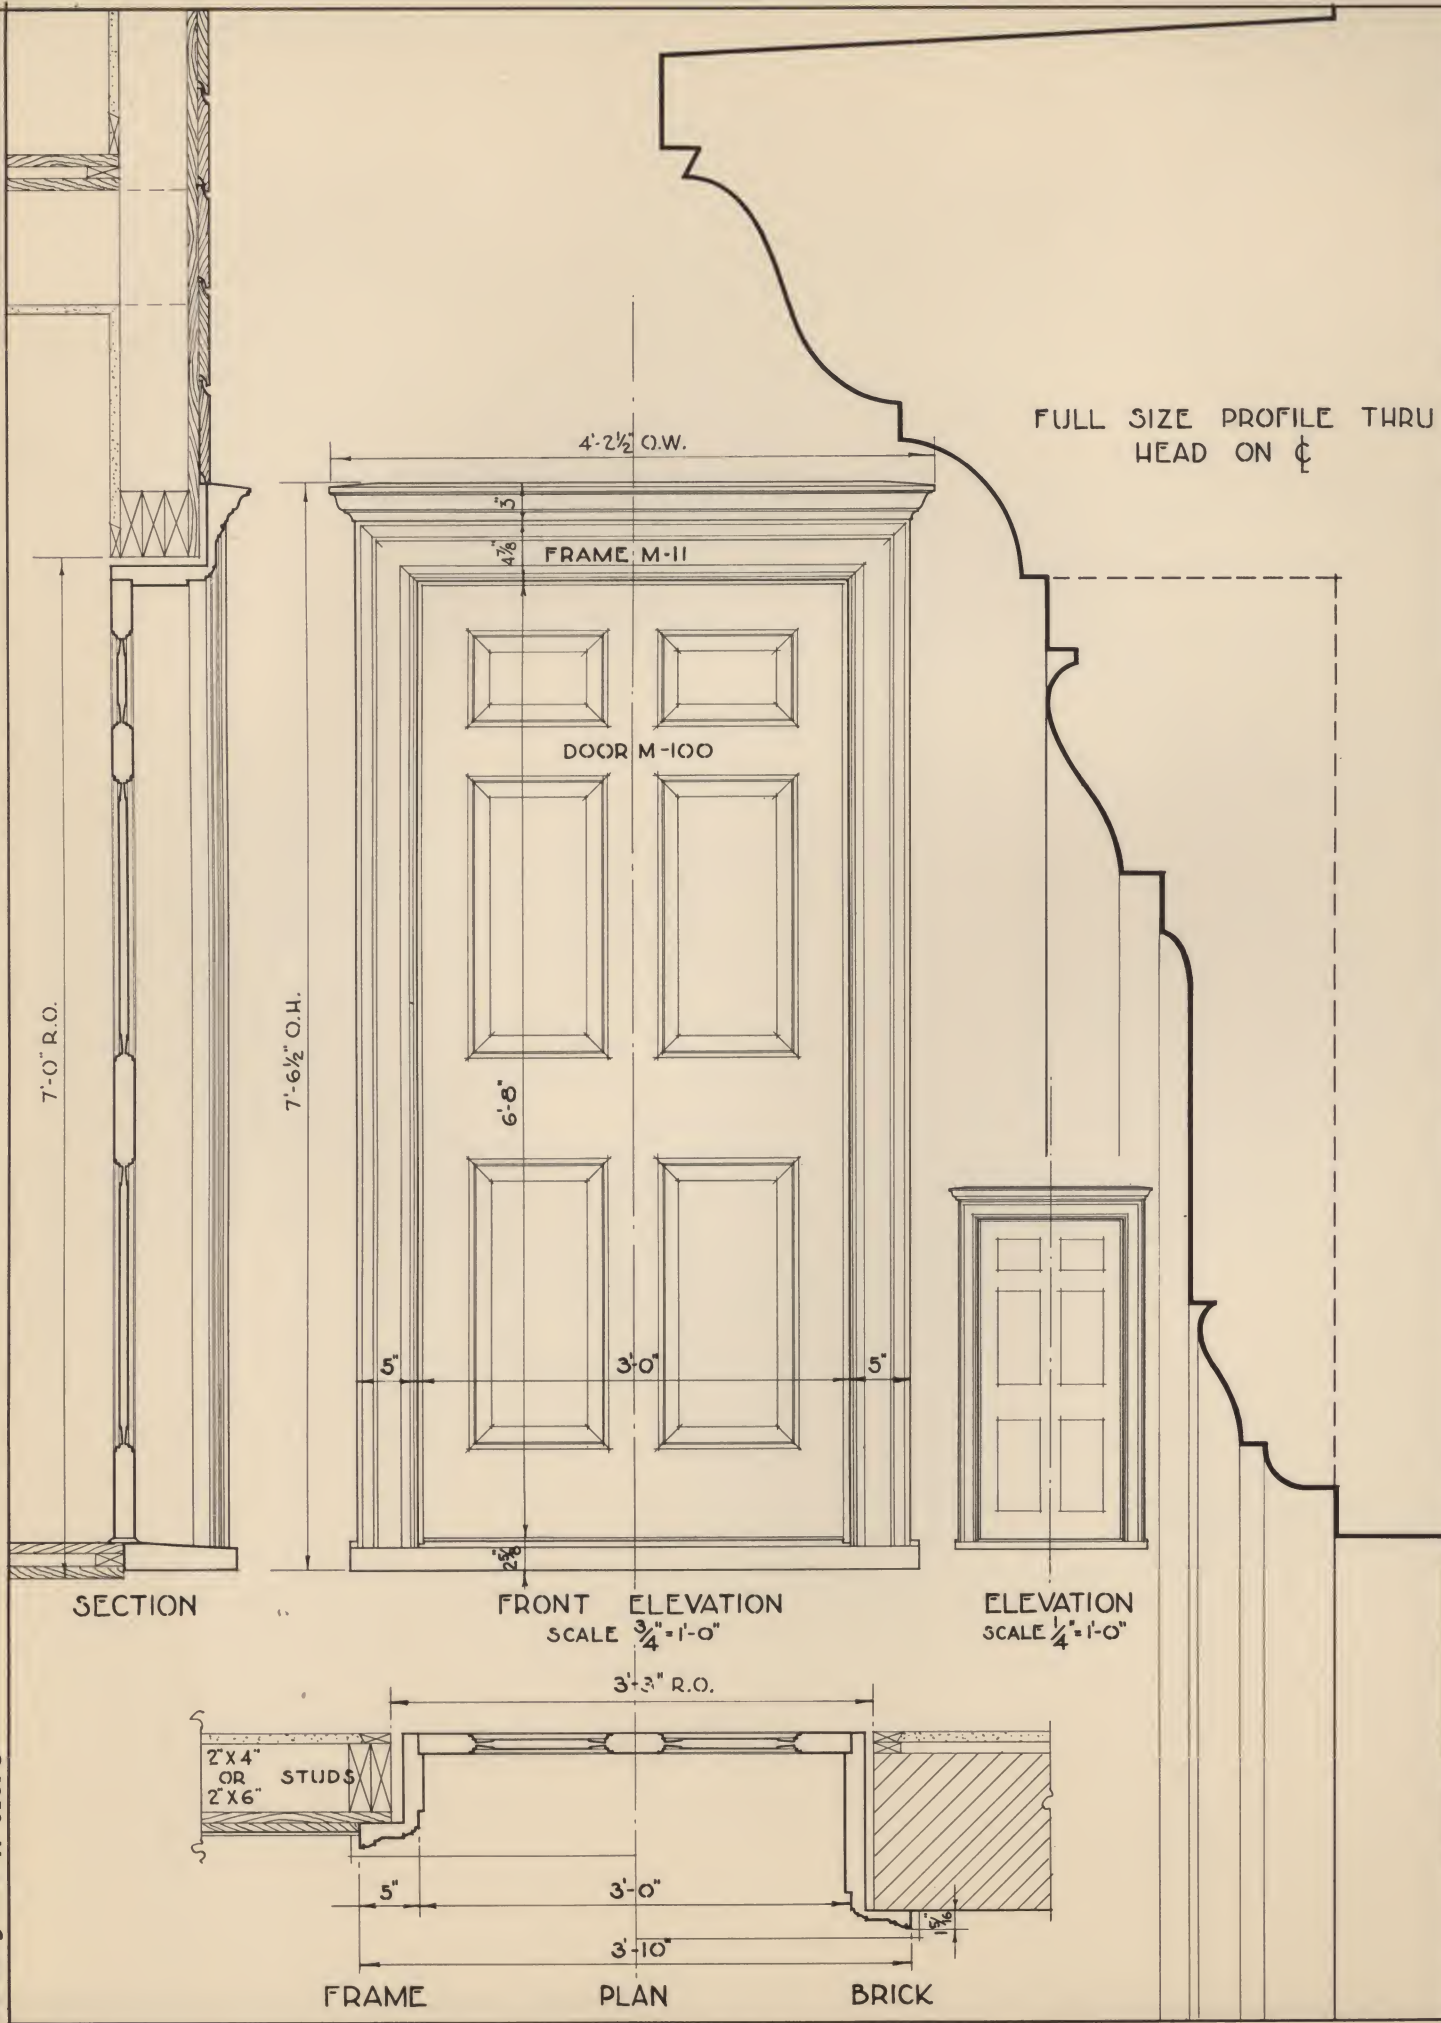 FULL SIZE PROFILE THRU
HEAD ON ℄
4'-2½" O.W.
3"
4⅞"
FRAME M-11
DOOR M-100
7'-0" R.O.
7'-6½" O.H.
6'-8"
5"
3'-0"
5"
2⅝"
SECTION
FRONT ELEVATION
SCALE ¾"=1'-0"
ELEVATION
SCALE ¼"=1'-0"
3'-3" R.O.
2"X4"
OR STUDS
2"X6"
5"
3'-0"
1 5/16"
3'-10"
FRAME PLAN BRICK